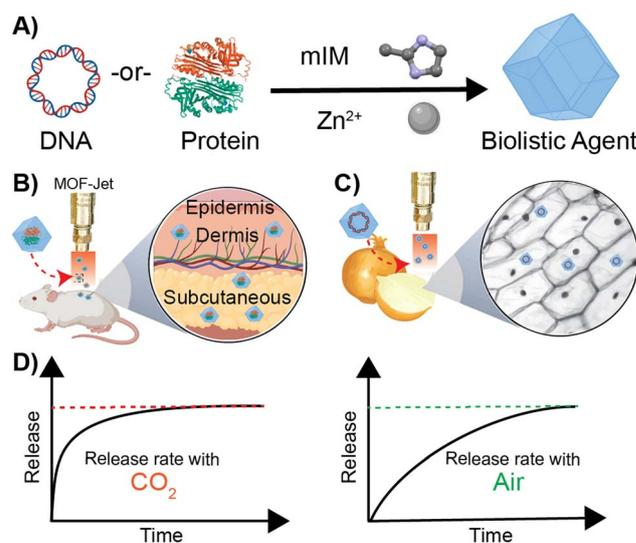 A)
DNA
-or-
Protein
mIM
Zn²⁺
Biolistic Agent
B)
MOF-Jet
Epidermis
Dermis
Subcutaneous
C)
D)
Release
Release rate with
CO₂
Time
Release
Release rate with
Air
Time